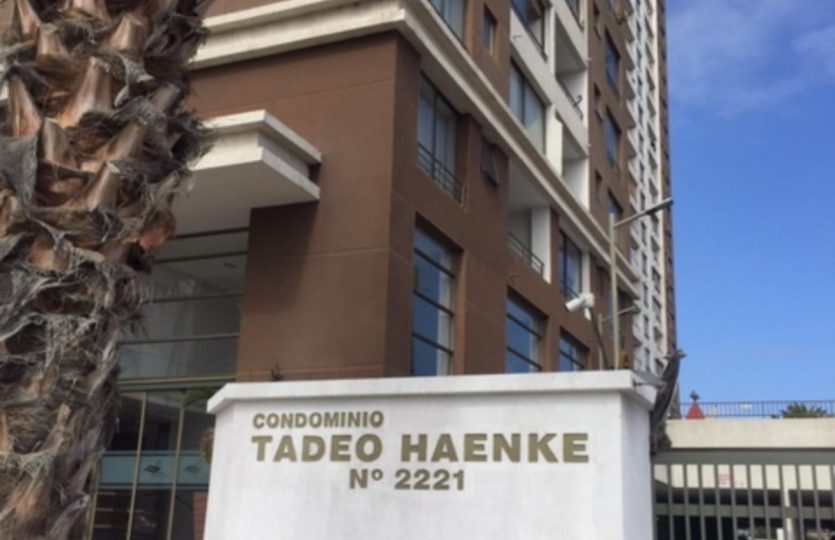 CONDOMINIO
TADEO HAENKE
Nº 2221